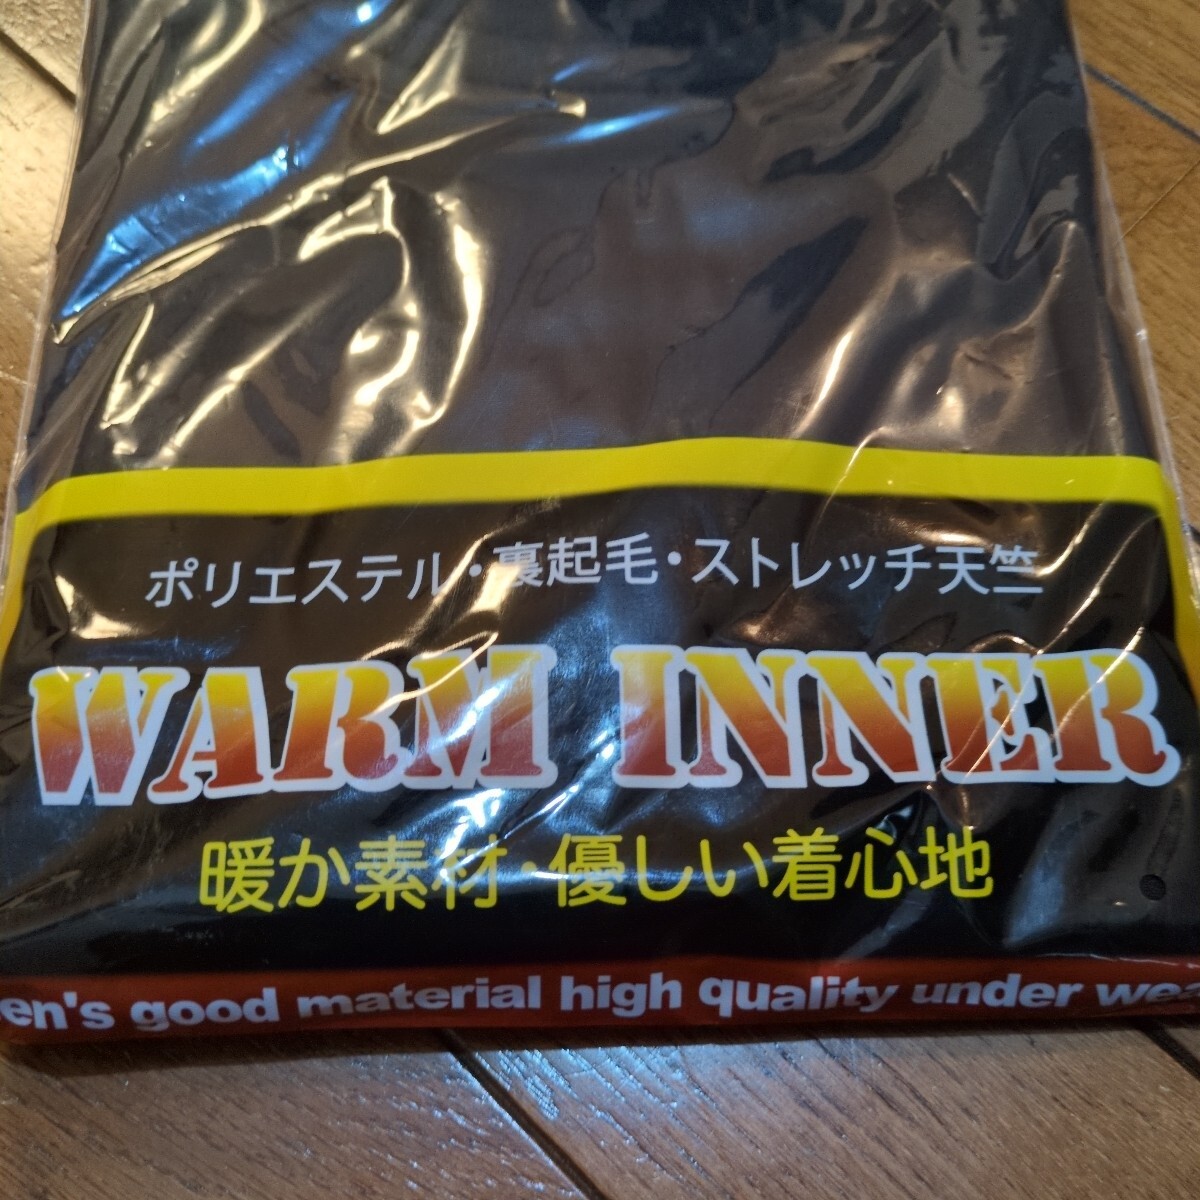 ポリエステル・裏起毛・ストレッチ天竺
WARM INNER
暖か素材・優しい着心地
en's good material high quality under wea